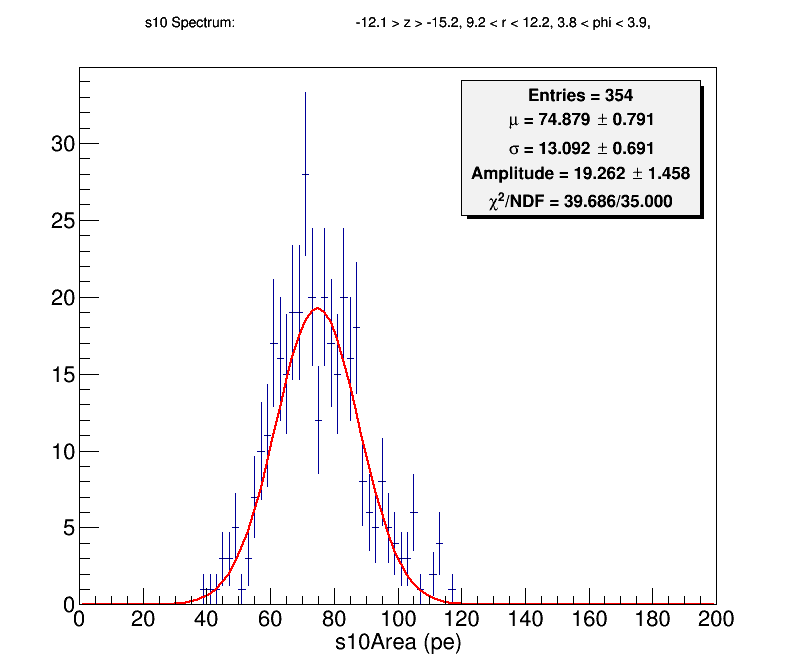 s10 Spectrum: -12.1 > z > -15.2, 9.2 < r < 12.2, 3.8 < phi < 3.9,
Entries = 354
μ = 74.879 ± 0.791
σ = 13.092 ± 0.691
Amplitude = 19.262 ± 1.458
χ²/NDF = 39.686/35.000
30
25
20
15
10
5
0
0 20 40 60 80 100 120 140 160 180 200
s10Area (pe)